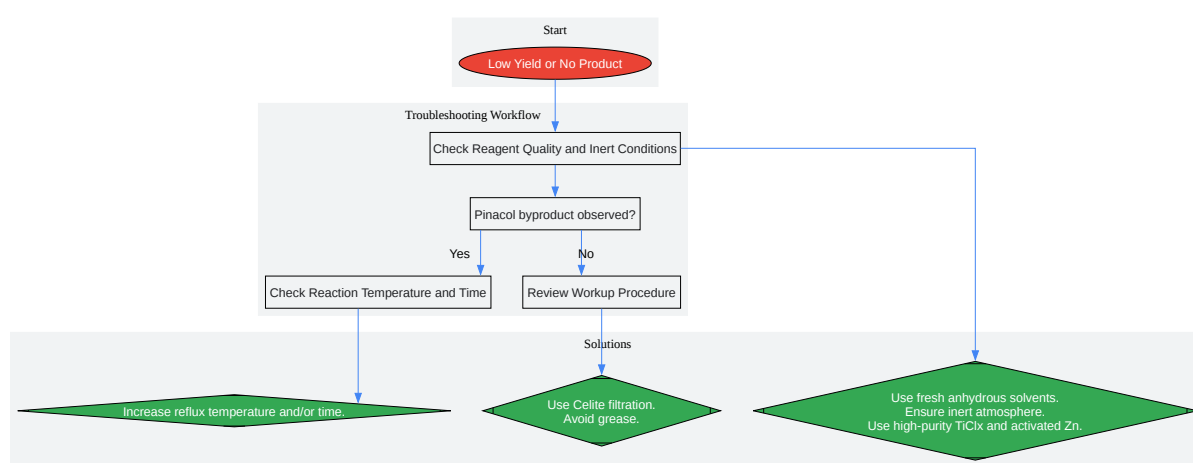 Start
Low Yield or No Product
Troubleshooting Workflow
Check Reagent Quality and Inert Conditions
Pinacol byproduct observed?
Yes
No
Check Reaction Temperature and Time
Review Workup Procedure
Solutions
Increase reflux temperature and/or time.
Use Celite filtration.
Avoid grease.
Use fresh anhydrous solvents.
Ensure inert atmosphere.
Use high-purity TiClx and activated Zn.